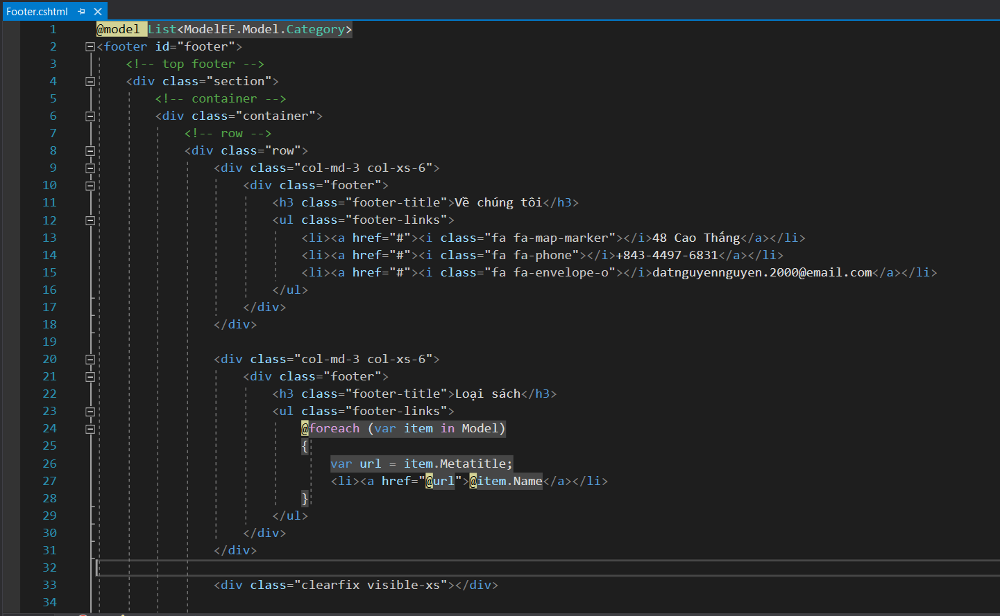 Footer.cshtml
1 @model List<ModelEF.Model.Category>
2 <footer id="footer">
3 <!-- top footer -->
4 <div class="section">
5 <!-- container -->
6 <div class="container">
7 <!-- row -->
8 <div class="row">
9 <div class="col-md-3 col-xs-6">
10 <div class="footer">
11 <h3 class="footer-title">Về chúng tôi</h3>
12 <ul class="footer-links">
13 <li><a href="#"><i class="fa fa-map-marker"></i>48 Cao Thắng</a></li>
14 <li><a href="#"><i class="fa fa-phone"></i>+843-4497-6831</a></li>
15 <li><a href="#"><i class="fa fa-envelope-o"></i>datnguyennguyen.2000@email.com</a></li>
16 </ul>
17 </div>
18 </div>
19
20 <div class="col-md-3 col-xs-6">
21 <div class="footer">
22 <h3 class="footer-title">Loại sách</h3>
23 <ul class="footer-links">
24 @foreach (var item in Model)
25 {
26 var url = item.Metatitle;
27 <li><a href="@url">@item.Name</a></li>
28 }
29 </ul>
30 </div>
31 </div>
32
33 <div class="clearfix visible-xs"></div>
34